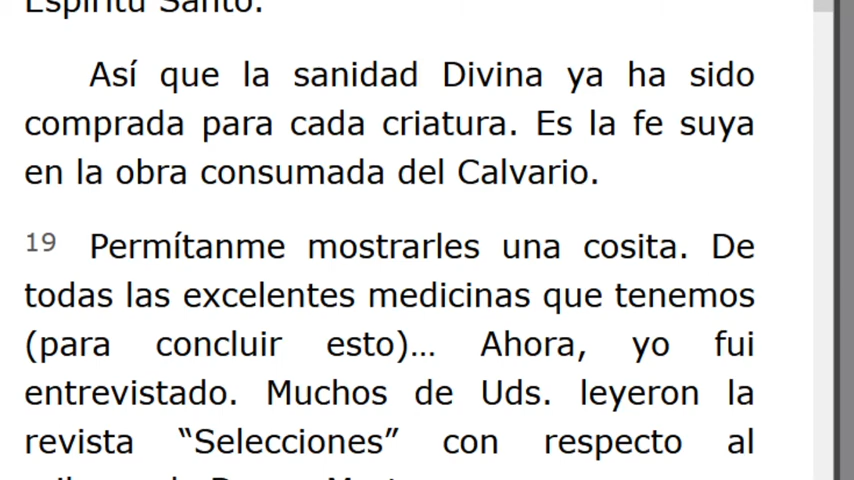 Espíritu Santo.
Así que la sanidad Divina ya ha sido
comprada para cada criatura. Es la fe suya
en la obra consumada del Calvario.
19 Permítanme mostrarles una cosita. De
todas las excelentes medicinas que tenemos
(para concluir esto)… Ahora, yo fui
entrevistado. Muchos de Uds. leyeron la
revista “Selecciones” con respecto al